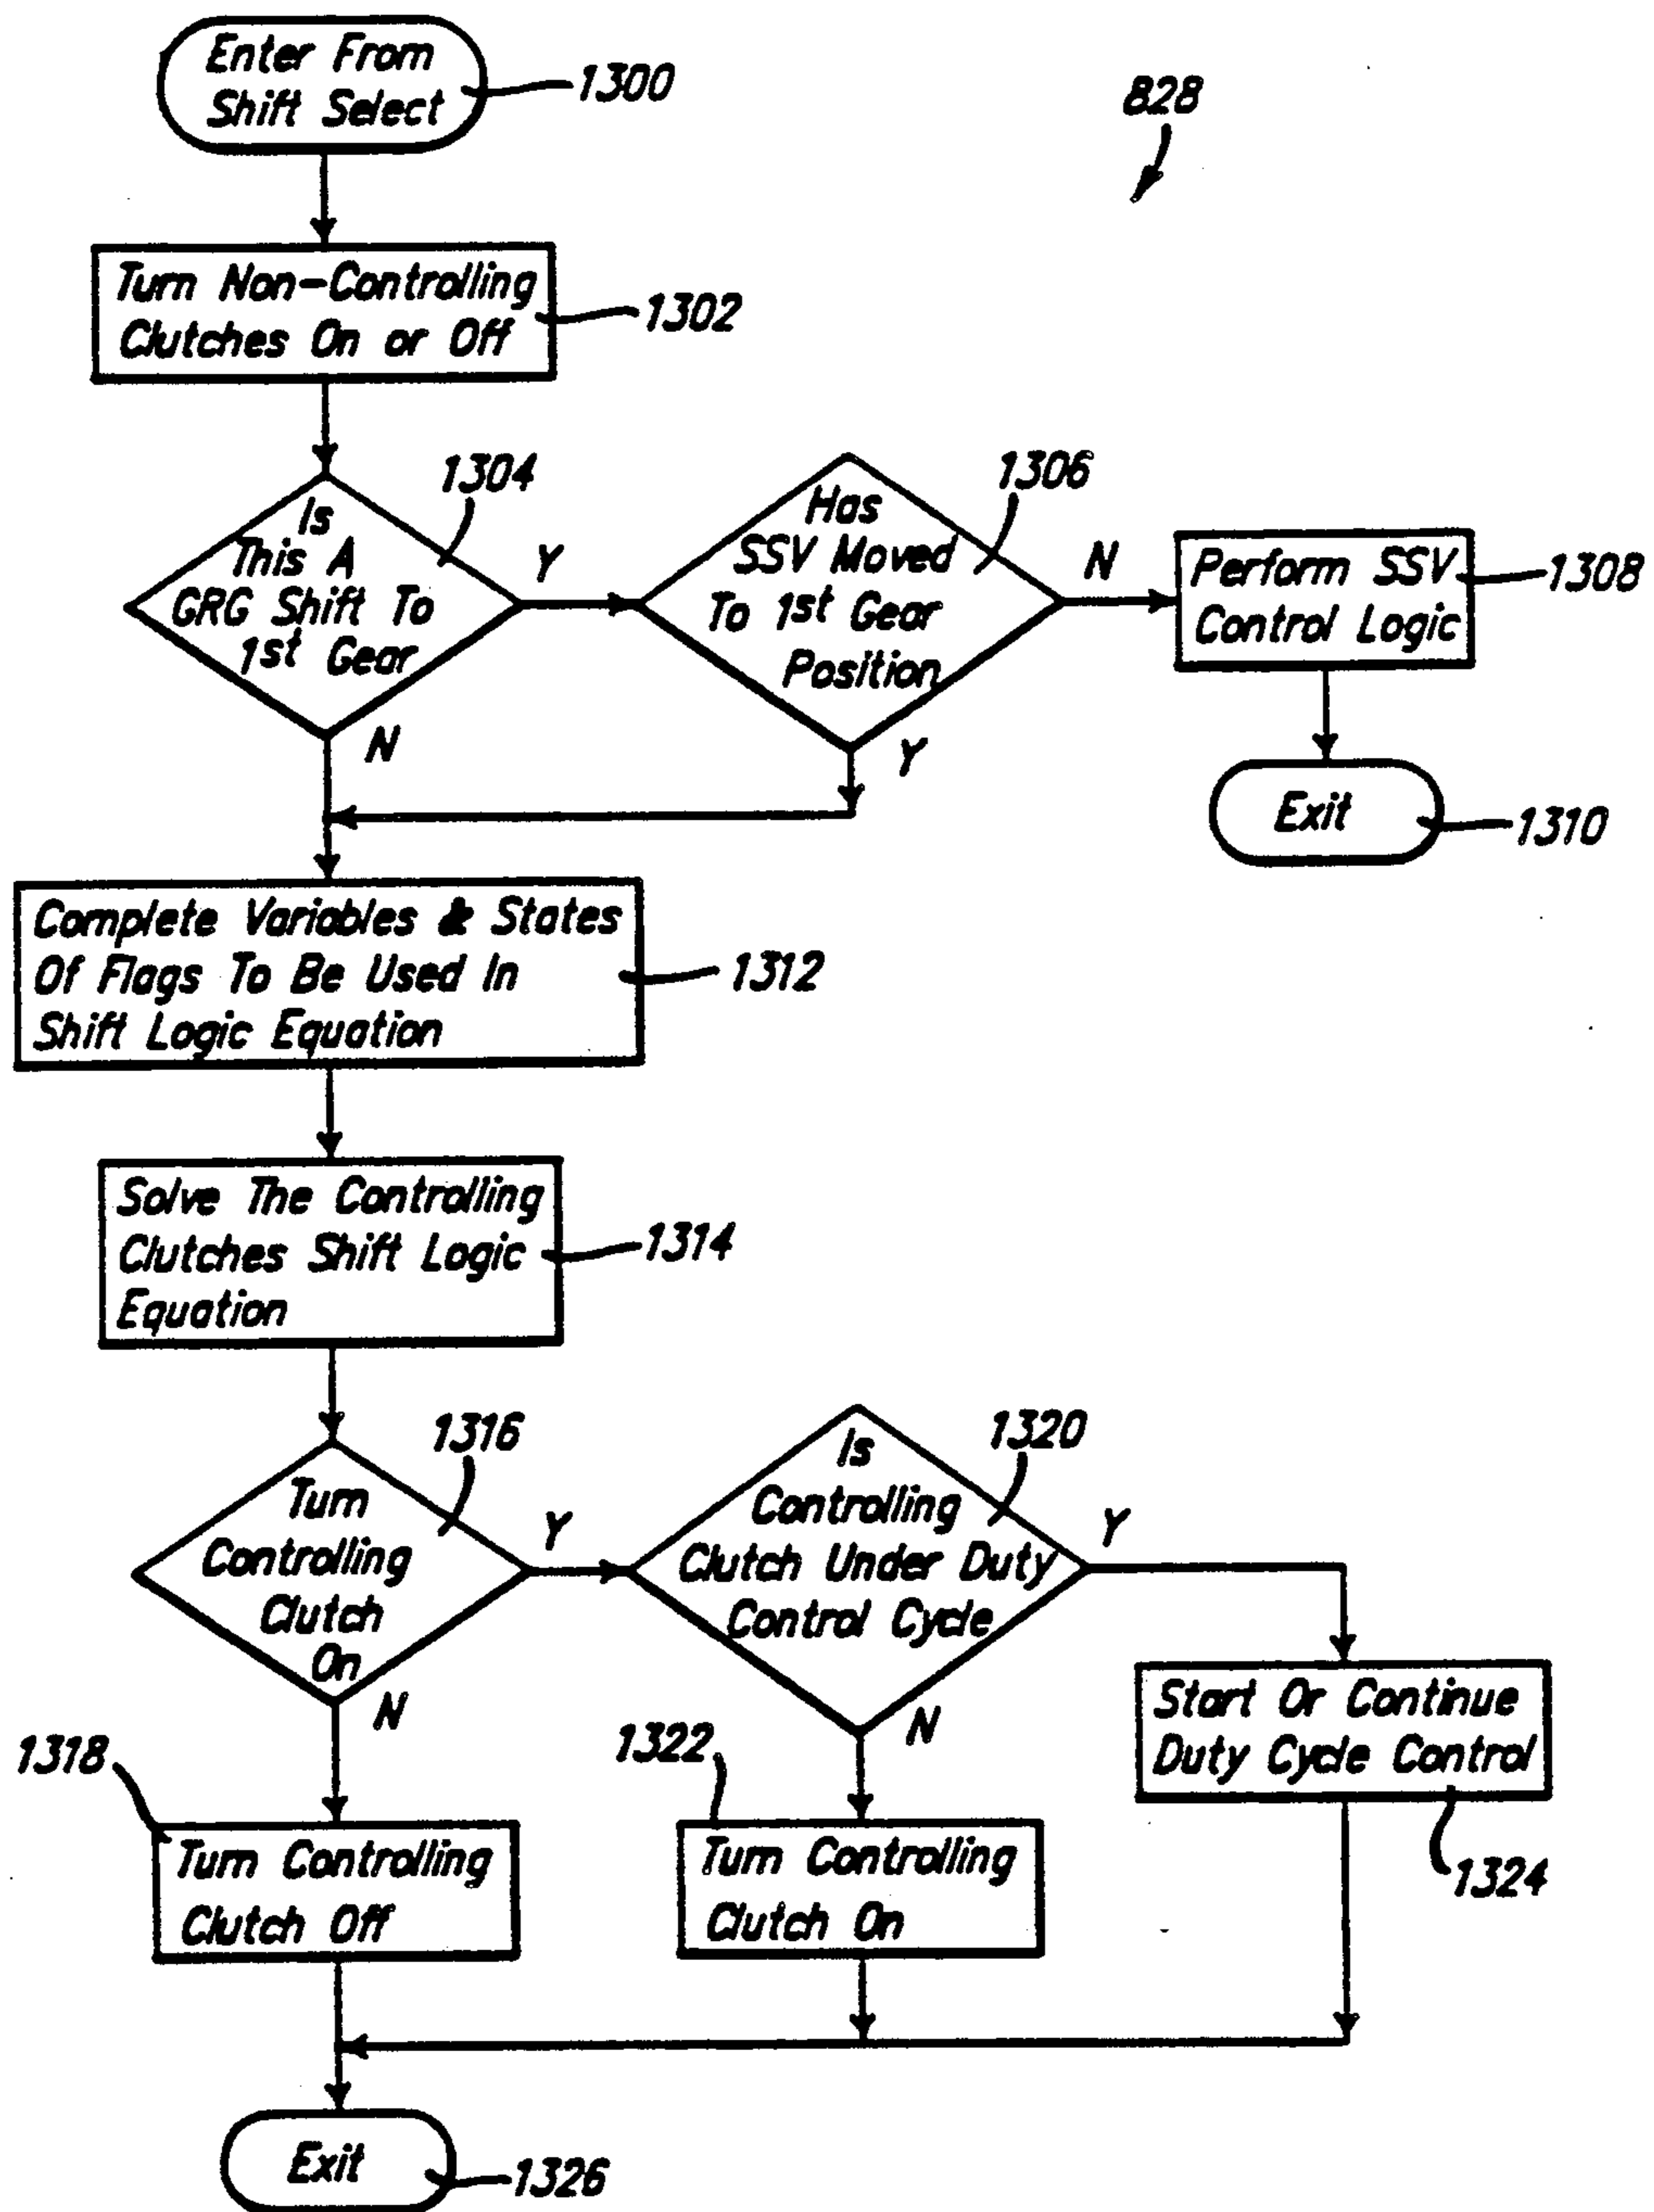 Enter From
Shift Select
1300
828
Turn Non-Controlling
Clutches On or Off
1302
1304
Is
This A
GRG Shift To
1st Gear
Y
N
1306
Has
SSV Moved
To 1st Gear
Position
N
Y
Perform SSV
Control Logic
1308
Exit
1310
Complete Variables & States
Of Flags To Be Used In
Shift Logic Equation
1312
Solve The Controlling
Clutches Shift Logic
Equation
1314
1316
Turn
Controlling
Clutch
On
Y
N
1320
Is
Controlling
Clutch Under Duty
Control Cycle
Y
N
1318
Turn Controlling
Clutch Off
1322
Turn Controlling
Clutch On
Start Or Continue
Duty Cycle Control
1324
Exit
1326